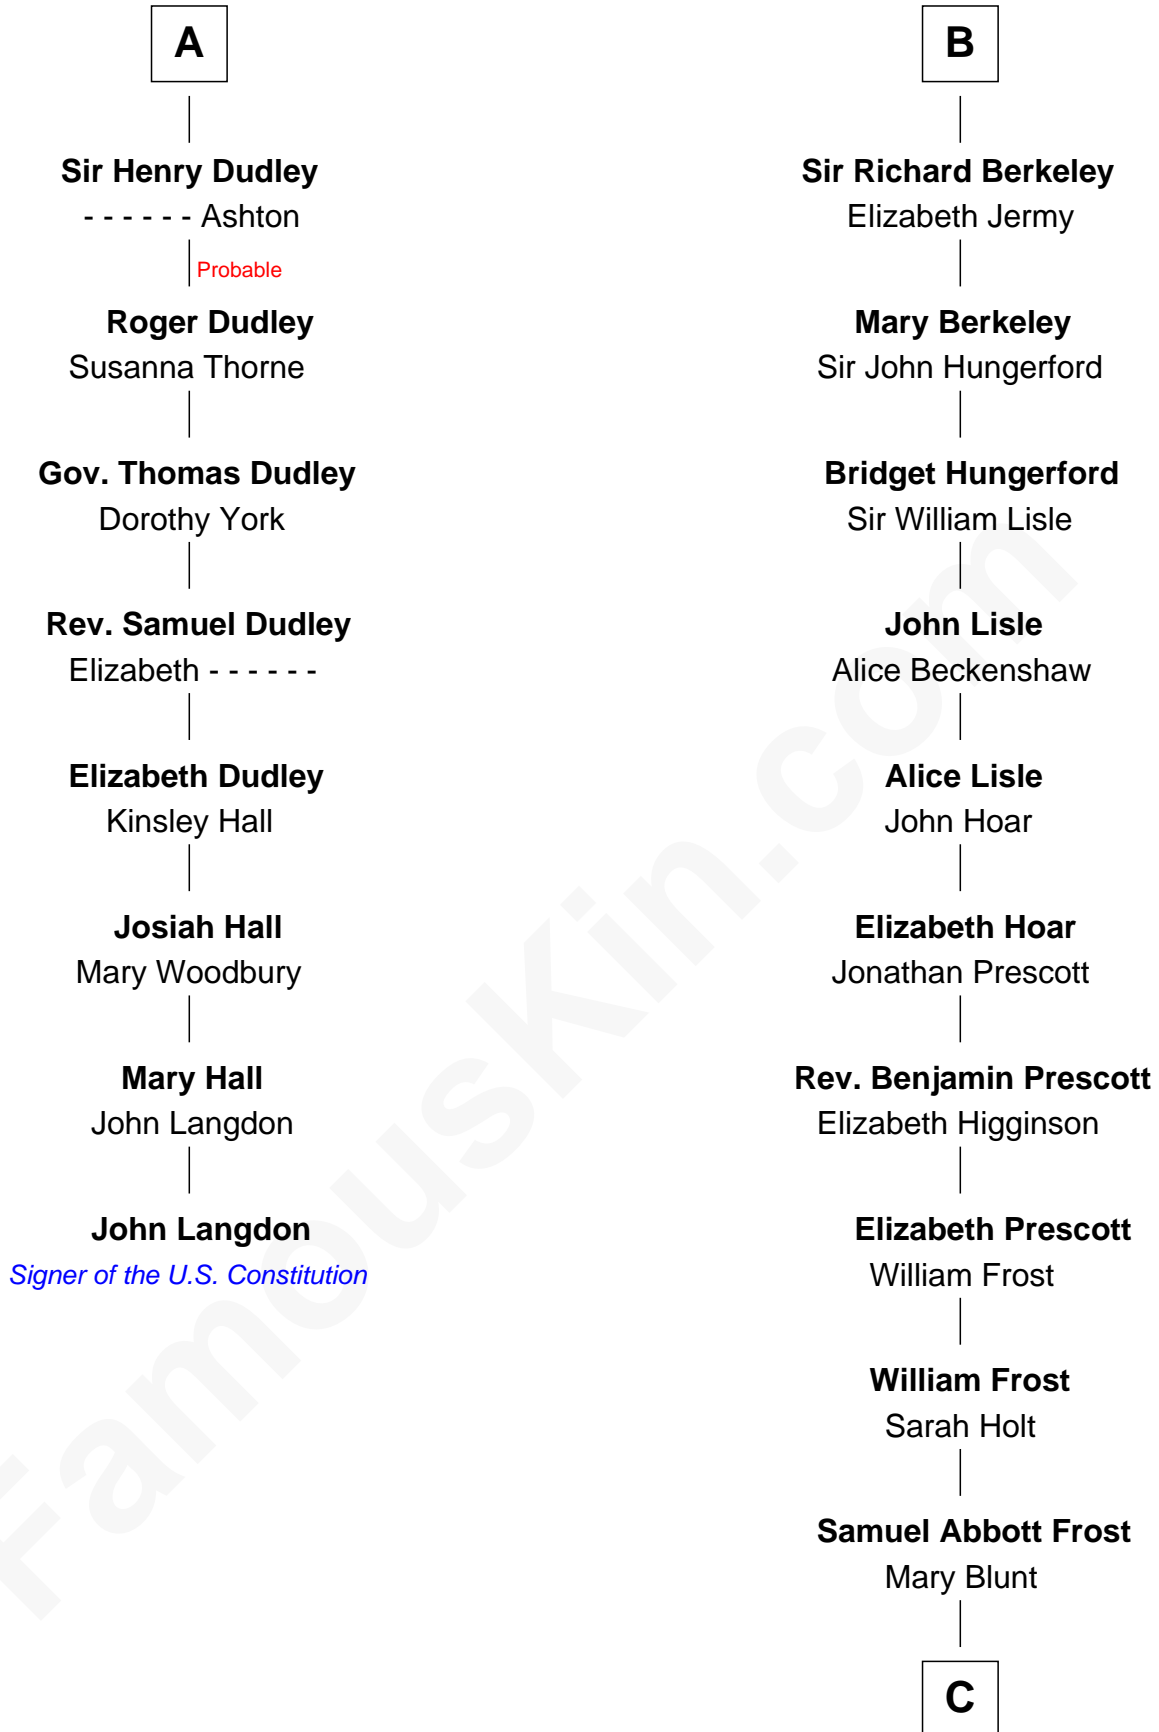 A
Sir Henry Dudley
- - - - - - Ashton
Probable
Roger Dudley
Susanna Thorne
Gov. Thomas Dudley
Dorothy York
Rev. Samuel Dudley
Elizabeth - - - - - -
Elizabeth Dudley
Kinsley Hall
Josiah Hall
Mary Woodbury
Mary Hall
John Langdon
John Langdon
Signer of the U.S. Constitution
B
Sir Richard Berkeley
Elizabeth Jermy
Mary Berkeley
Sir John Hungerford
Bridget Hungerford
Sir William Lisle
John Lisle
Alice Beckenshaw
Alice Lisle
John Hoar
Elizabeth Hoar
Jonathan Prescott
Rev. Benjamin Prescott
Elizabeth Higginson
Elizabeth Prescott
William Frost
William Frost
Sarah Holt
Samuel Abbott Frost
Mary Blunt
C
FamousKin.com